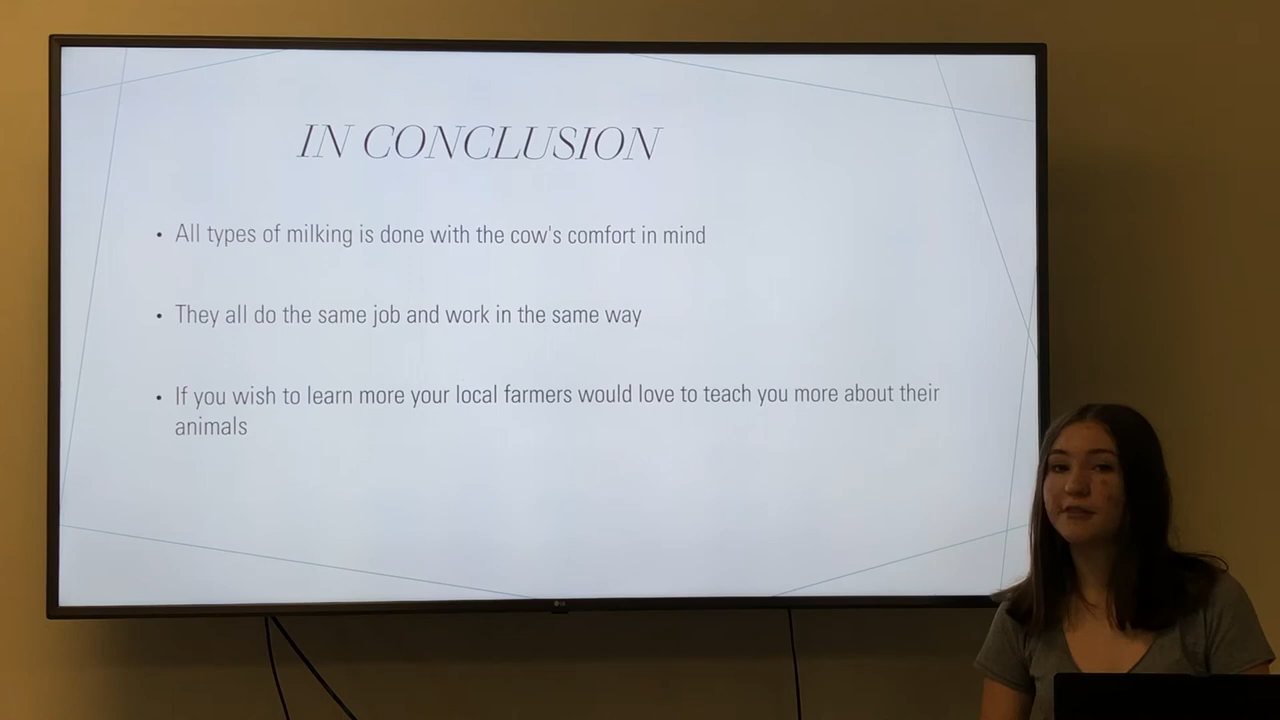 IN CONCLUSION
• All types of milking is done with the cow's comfort in mind
• They all do the same job and work in the same way
• If you wish to learn more your local farmers would love to teach you more about their
animals
LG